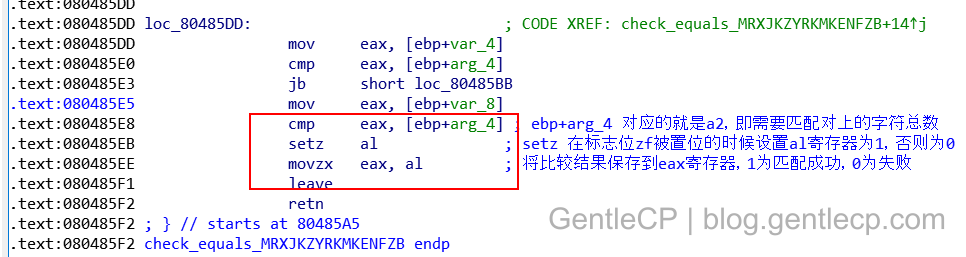 .text:080485DD
.text:080485DD loc_80485DD: ; CODE XREF: check_equals_MRXJKZYRKMKENFZB+14↑j
.text:080485DD mov eax, [ebp+var_4]
.text:080485E0 cmp eax, [ebp+arg_4]
.text:080485E3 jb short loc_80485BB
.text:080485E5 mov eax, [ebp+var_8]
.text:080485E8 cmp eax, [ebp+arg_4] ; ebp+arg_4 对应的就是a2, 即需要匹配对上的字符总数
.text:080485EB setz al ; setz 在标志位zf被置位的时候设置al寄存器为1, 否则为0
.text:080485EE movzx eax, al ; 将比较结果保存到eax寄存器, 1为匹配成功, 0为失败
.text:080485F1 leave
.text:080485F2 retn
.text:080485F2 ; } // starts at 80485A5
.text:080485F2 check_equals_MRXJKZYRKMKENFZB endp
GentleCP | blog.gentlecp.com